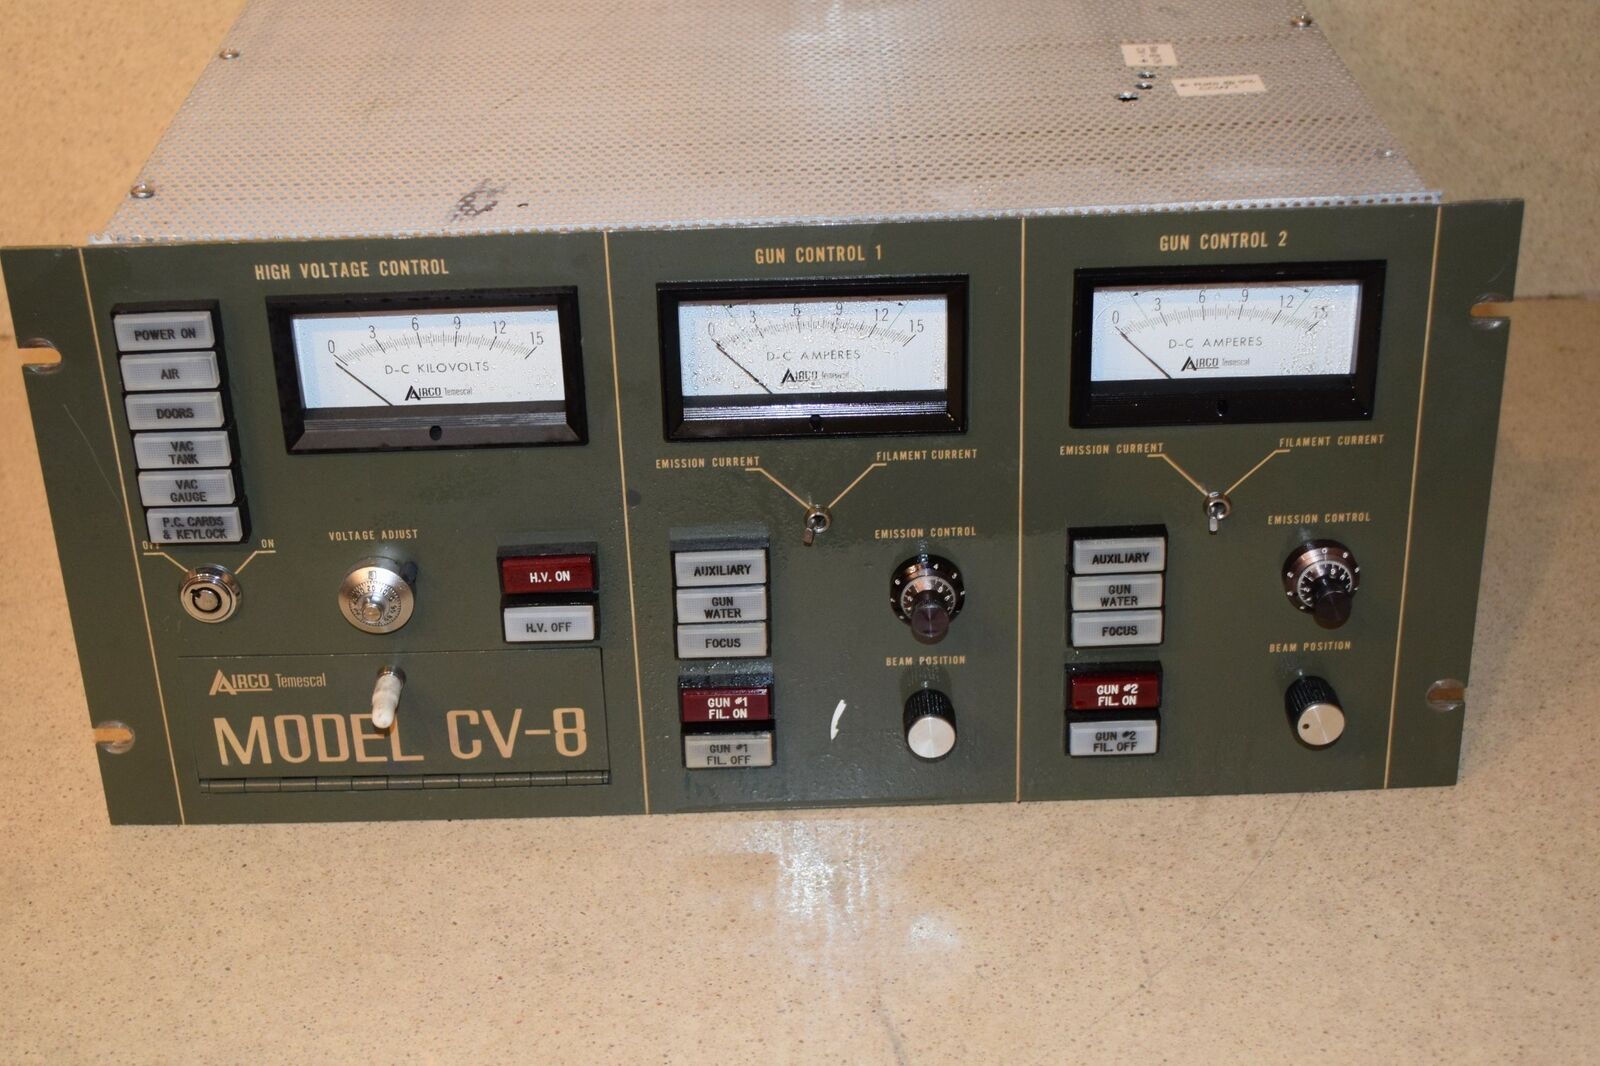 HIGH VOLTAGE CONTROL
POWER ON
AIR
DOORS
VAC
TANK
VAC
GAUGE
P.C. CARDS
& KEYLOCK
0 3 6 9 12 15
D-C KILOVOLTS
AIRCO Temescal
OFF ON
VOLTAGE ADJUST
H.V. ON
H.V. OFF
AIRCO Temescal
MODEL CV-8
GUN CONTROL 1
0 3 6 9 12 15
D-C AMPERES
AIRCO Temescal
EMISSION CURRENT
FILAMENT CURRENT
AUXILIARY
GUN
WATER
FOCUS
EMISSION CONTROL
BEAM POSITION
GUN #1
FIL. ON
GUN #1
FIL. OFF
GUN CONTROL 2
0 3 6 9 12 15
D-C AMPERES
AIRCO Temescal
EMISSION CURRENT
FILAMENT CURRENT
AUXILIARY
GUN
WATER
FOCUS
EMISSION CONTROL
BEAM POSITION
GUN #2
FIL. ON
GUN #2
FIL. OFF